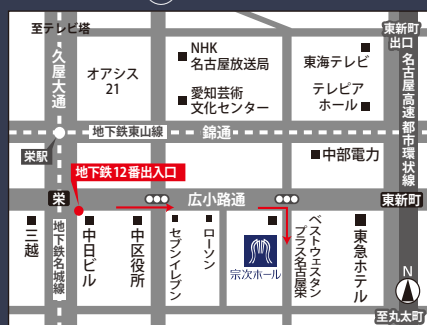 至テレビ塔
久屋大通
オアシス
21
NHK
名古屋放送局
愛知芸術
文化センター
東海テレビ
テレピア
ホール
東新町
出口
名古屋高速都市環状線
地下鉄東山線
錦通
栄駅
中部電力
地下鉄12番出入口
栄
広小路通
東新町
三越
地下鉄名城線
中日ビル
中区役所
セブンイレブン
ローソン
宗次ホール
ベストウェスタン
プラス名古屋栄
東急ホテル
N
至丸太町